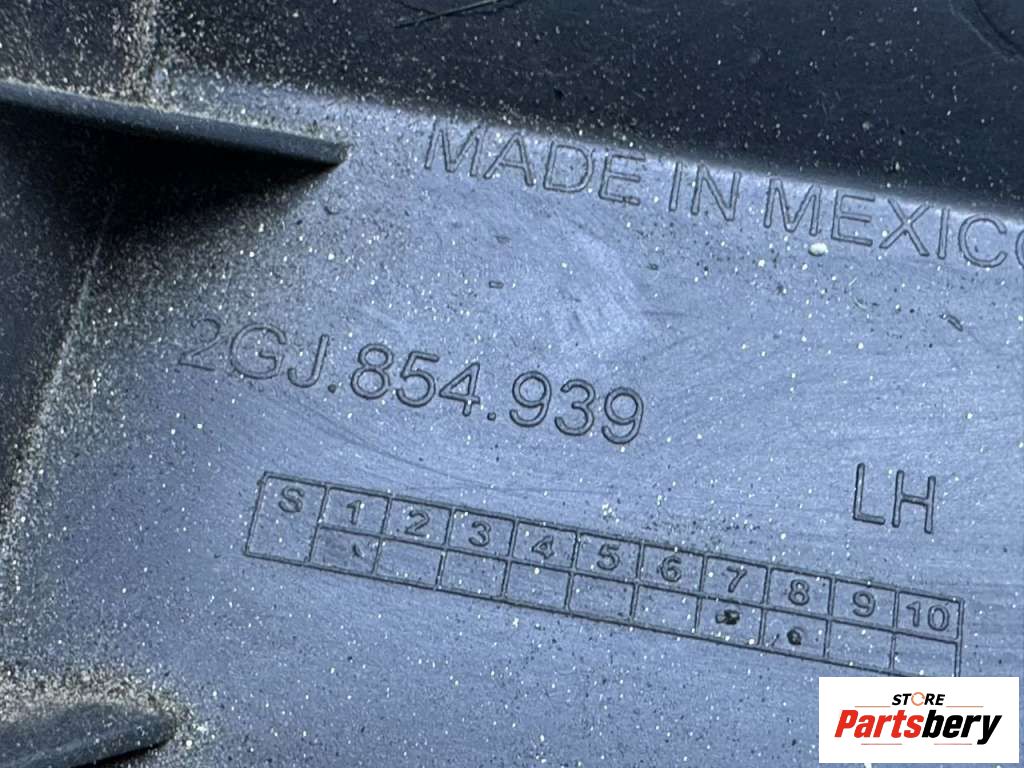 MADE IN MEXICO
2GJ.854.939
LH
S 1 2 3 4 5 6 7 8 9 10
STORE
Partsbery